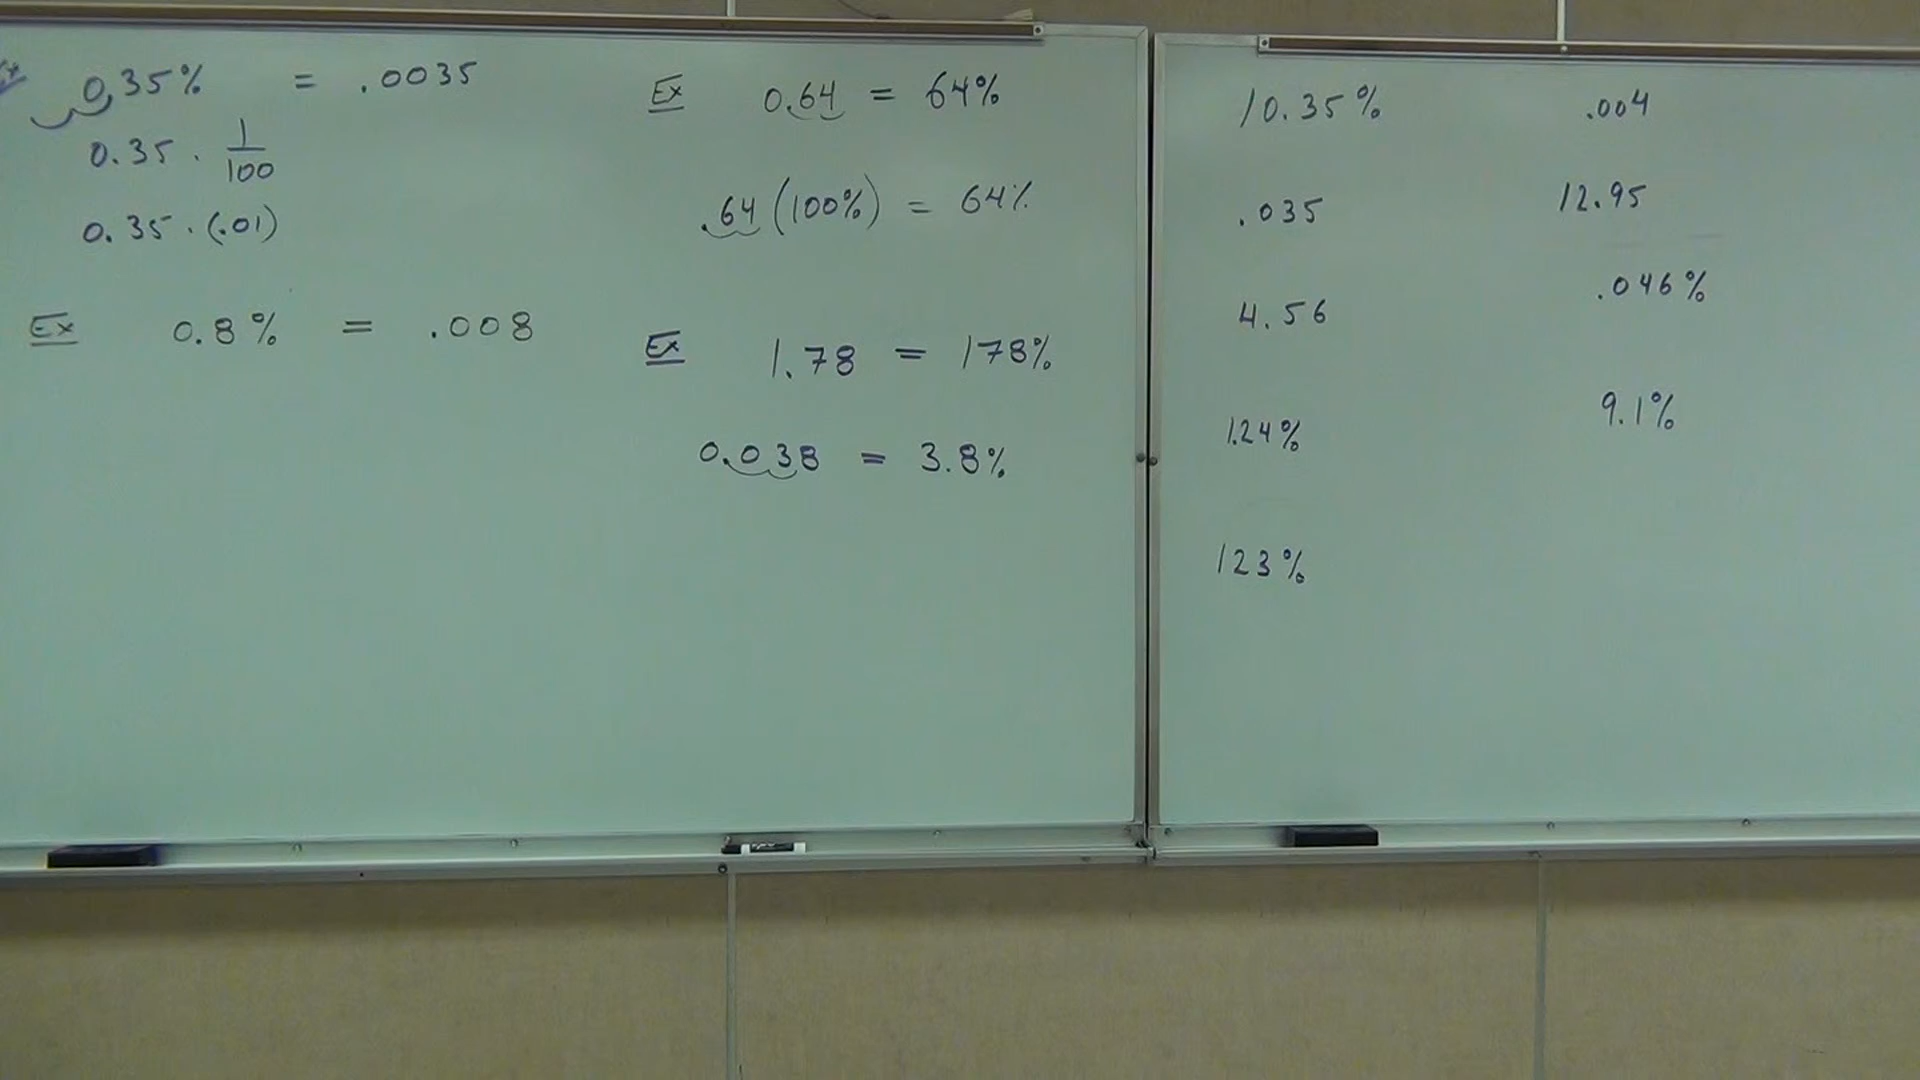 Ex 0.35% = .0035
0.35 · 1/100
0.35 · (.01)
Ex 0.8% = .008
Ex 0.64 = 64%
.64 (100%) = 64%
Ex 1.78 = 178%
0.038 = 3.8%
10.35%
.035
4.56
1.24%
123%
.004
12.95
.046%
9.1%